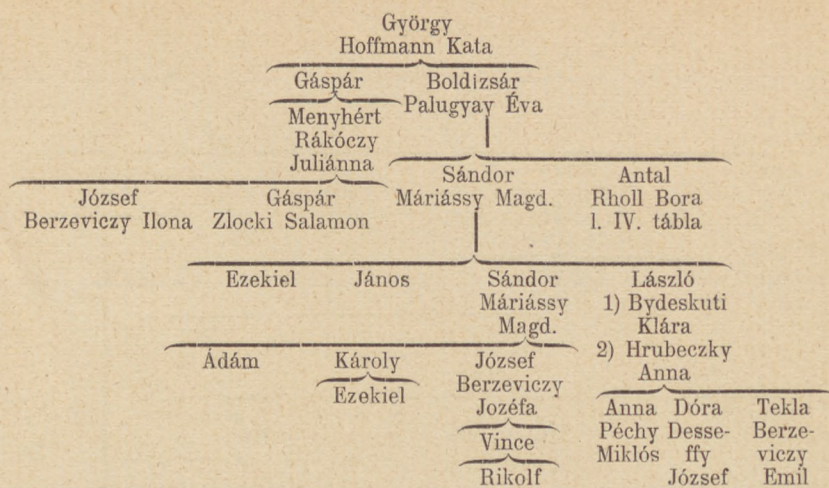 György
Hoffmann Kata
Gáspár Boldizsár
Menyhért Palugyay Éva
Rákóczy
Juliánna
Sándor Antal
József Gáspár Máriássy Magd. Rholl Bora
Berzeviczy Ilona Zlocki Salamon l. IV. tábla
Ezekiel János Sándor László
Máriássy 1) Bydeskuti
Magd. Klára
2) Hrubeczky
Ádám Károly József Anna
Berzeviczy
Ezekiel Jozéfa Anna Dóra Tekla
Péchy Desse- Berze-
Vince Miklós ffy viczy
Rikolf József Emil